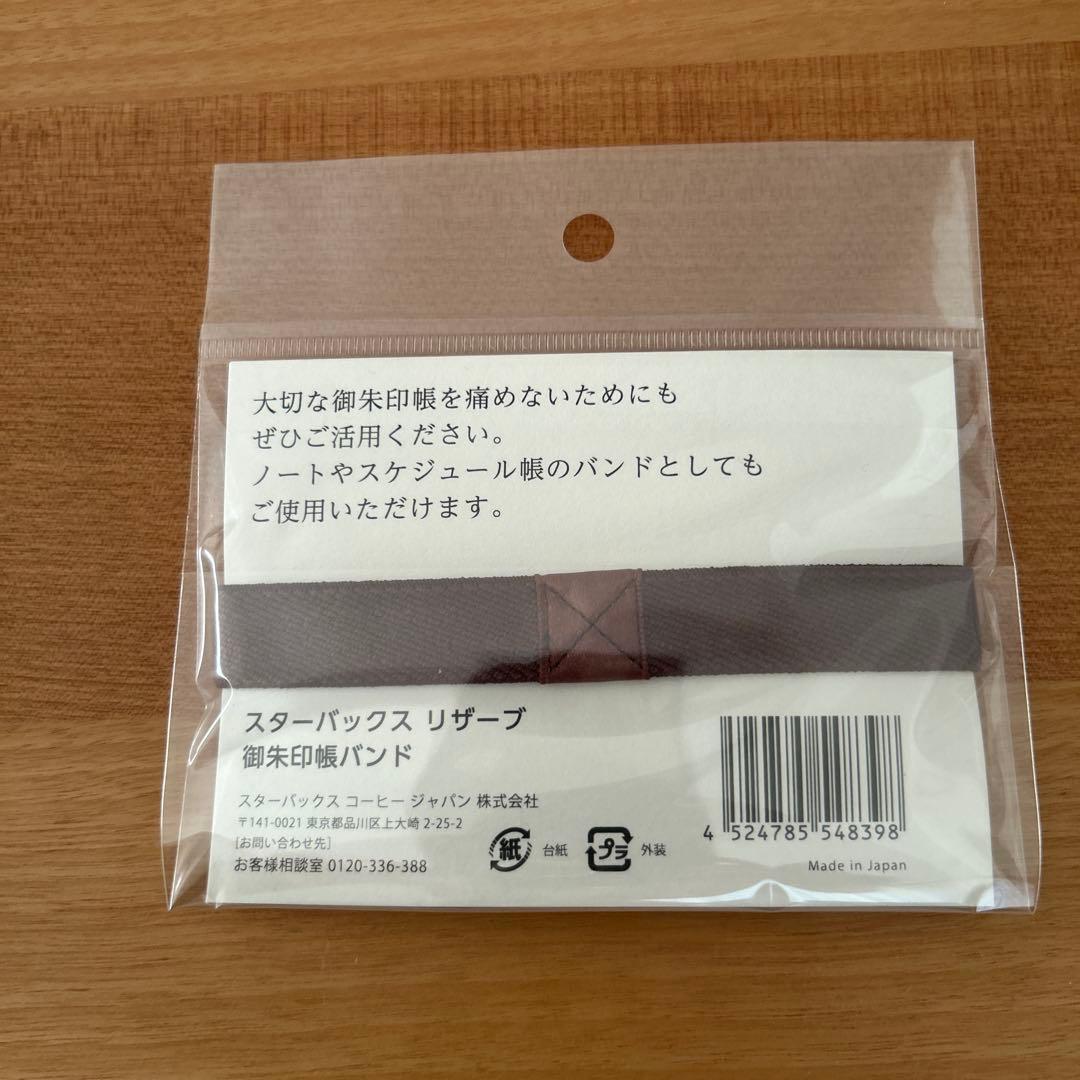 大切な御朱印帳を痛めないためにも
ぜひご活用ください。
ノートやスケジュール帳のバンドとしても
ご使用いただけます。
スターバックス リザーブ
御朱印帳バンド
スターバックス コーヒー ジャパン 株式会社
〒141-0021 東京都品川区上大崎 2-25-2
[お問い合わせ先]
お客様相談室 0120-336-388
紙 台紙 プラ 外装
4 524785 548398
Made in Japan